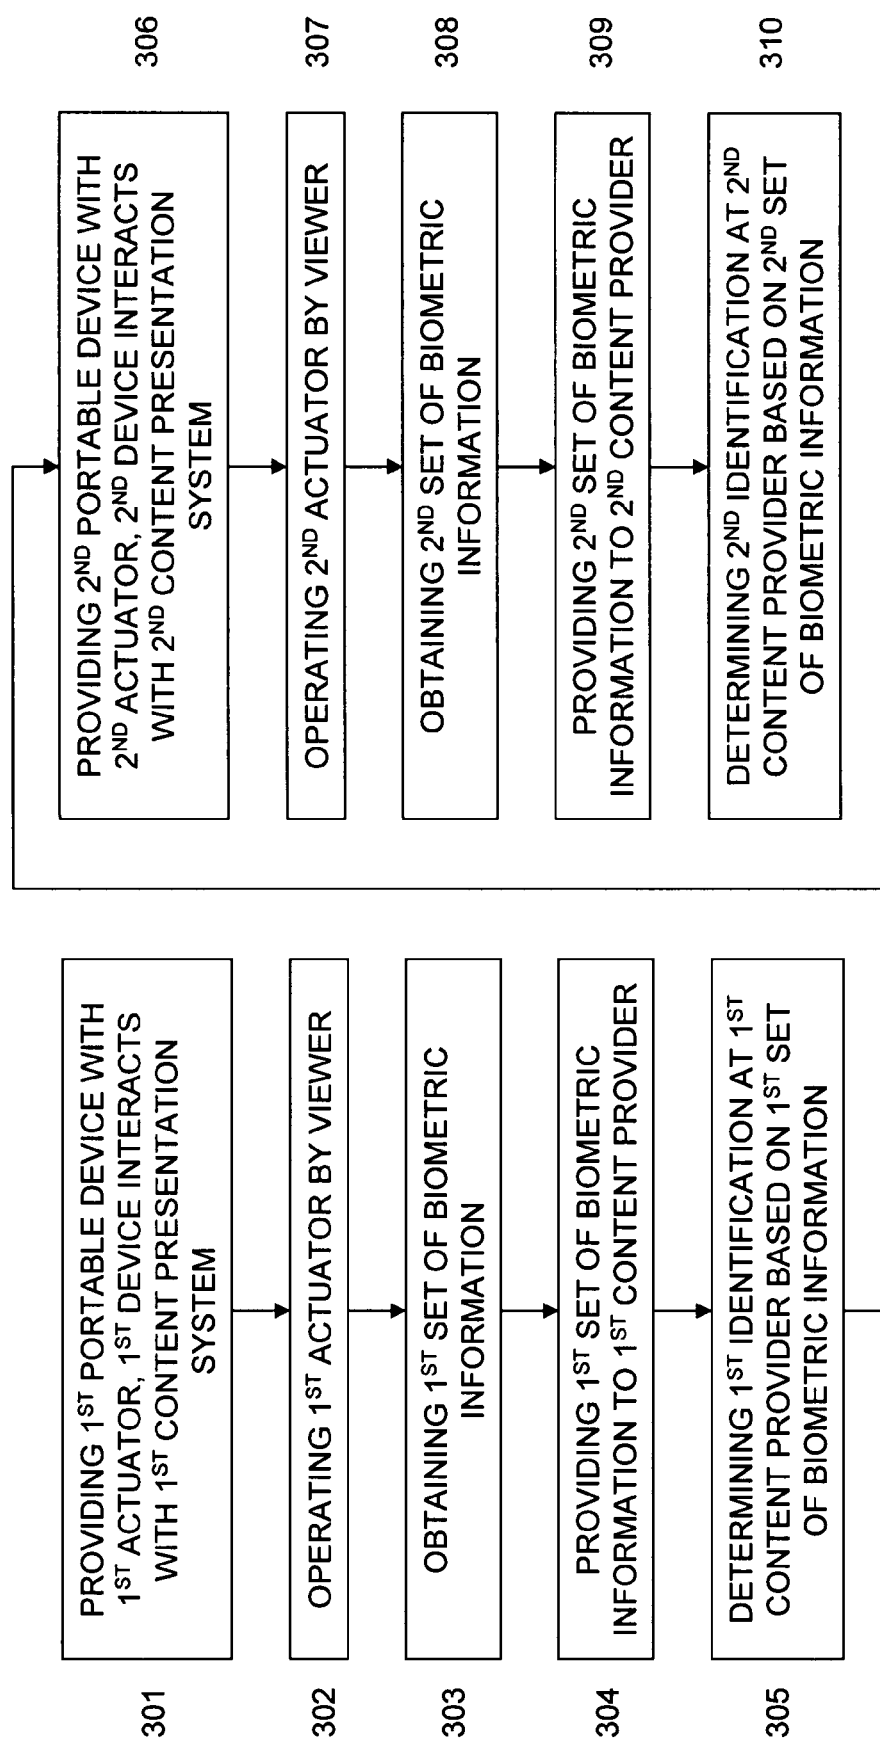 301
PROVIDING 1ST PORTABLE DEVICE WITH
1ST ACTUATOR, 1ST DEVICE INTERACTS
WITH 1ST CONTENT PRESENTATION
SYSTEM
302
OPERATING 1ST ACTUATOR BY VIEWER
303
OBTAINING 1ST SET OF BIOMETRIC
INFORMATION
304
PROVIDING 1ST SET OF BIOMETRIC
INFORMATION TO 1ST CONTENT PROVIDER
305
DETERMINING 1ST IDENTIFICATION AT 1ST
CONTENT PROVIDER BASED ON 1ST SET
OF BIOMETRIC INFORMATION
306
PROVIDING 2ND PORTABLE DEVICE WITH
2ND ACTUATOR, 2ND DEVICE INTERACTS
WITH 2ND CONTENT PRESENTATION
SYSTEM
307
OPERATING 2ND ACTUATOR BY VIEWER
308
OBTAINING 2ND SET OF BIOMETRIC
INFORMATION
309
PROVIDING 2ND SET OF BIOMETRIC
INFORMATION TO 2ND CONTENT PROVIDER
310
DETERMINING 2ND IDENTIFICATION AT 2ND
CONTENT PROVIDER BASED ON 2ND SET
OF BIOMETRIC INFORMATION